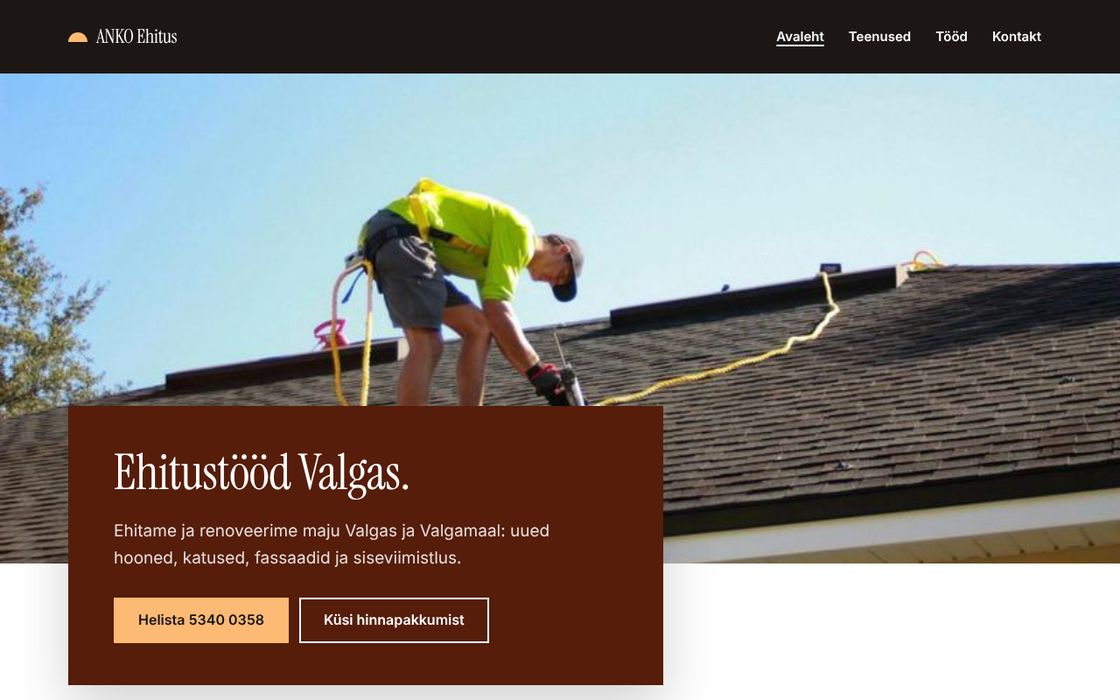 ANKO Ehitus
Avaleht Teenused Tööd Kontakt
Ehitustööd Valgas.
Ehitame ja renoveerime maju Valgas ja Valgamaal: uued
hooned, katused, fassaadid ja siseviimistlus.
Helista 5340 0358
Küsi hinnapakkumist